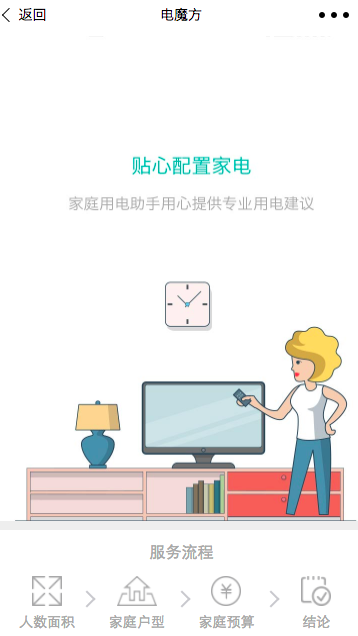 返回 电魔方
贴心配置家电
家庭用电助手用心提供专业用电建议
服务流程
人数面积 家庭户型 家庭预算 结论